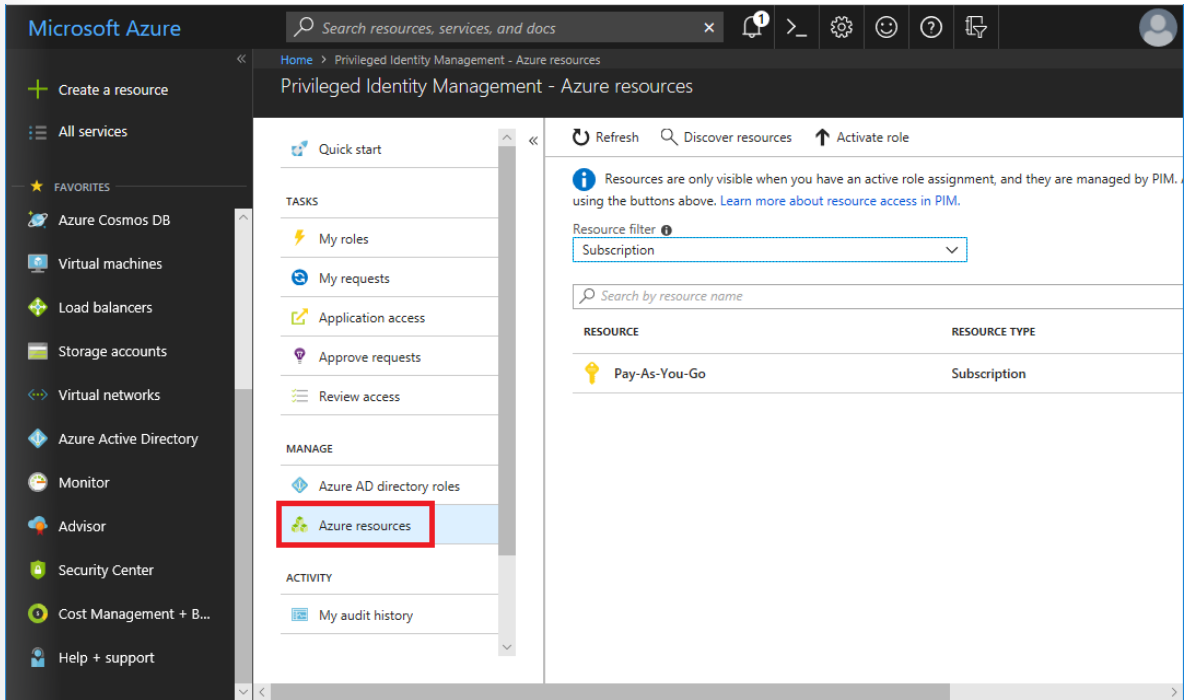 Microsoft Azure
Search resources, services, and docs
1
Home > Privileged Identity Management - Azure resources
Privileged Identity Management - Azure resources
Create a resource
All services
FAVORITES
Azure Cosmos DB
Virtual machines
Load balancers
Storage accounts
Virtual networks
Azure Active Directory
Monitor
Advisor
Security Center
Cost Management + B...
Help + support
Quick start
TASKS
My roles
My requests
Application access
Approve requests
Review access
MANAGE
Azure AD directory roles
Azure resources
ACTIVITY
My audit history
Refresh Discover resources Activate role
Resources are only visible when you have an active role assignment, and they are managed by PIM.
using the buttons above. Learn more about resource access in PIM.
Resource filter
Subscription
Search by resource name
RESOURCE RESOURCE TYPE
Pay-As-You-Go Subscription